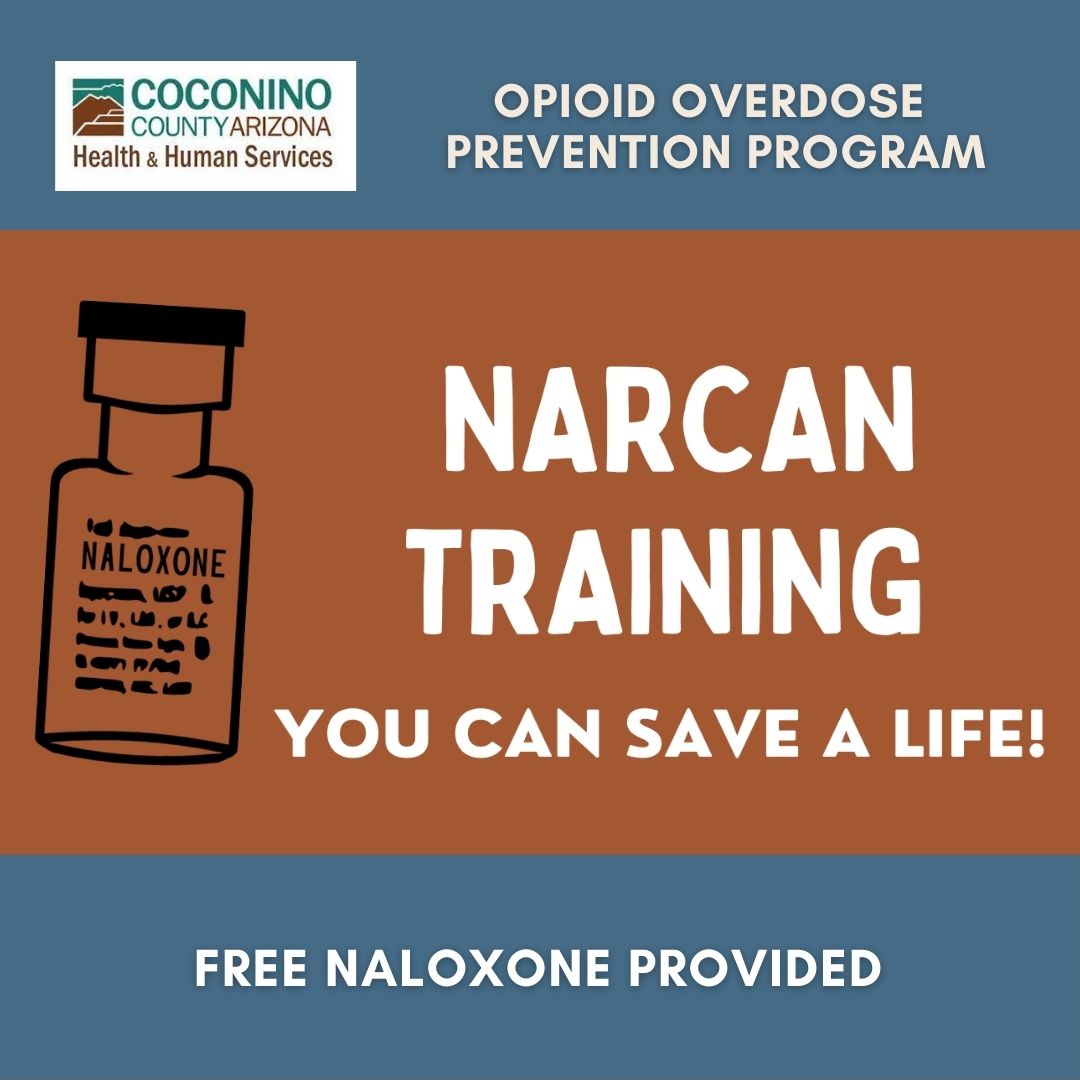 COCONINO
COUNTY ARIZONA
Health & Human Services
OPIOID OVERDOSE
PREVENTION PROGRAM
NARCAN
TRAINING
YOU CAN SAVE A LIFE!
NALOXONE
FREE NALOXONE PROVIDED